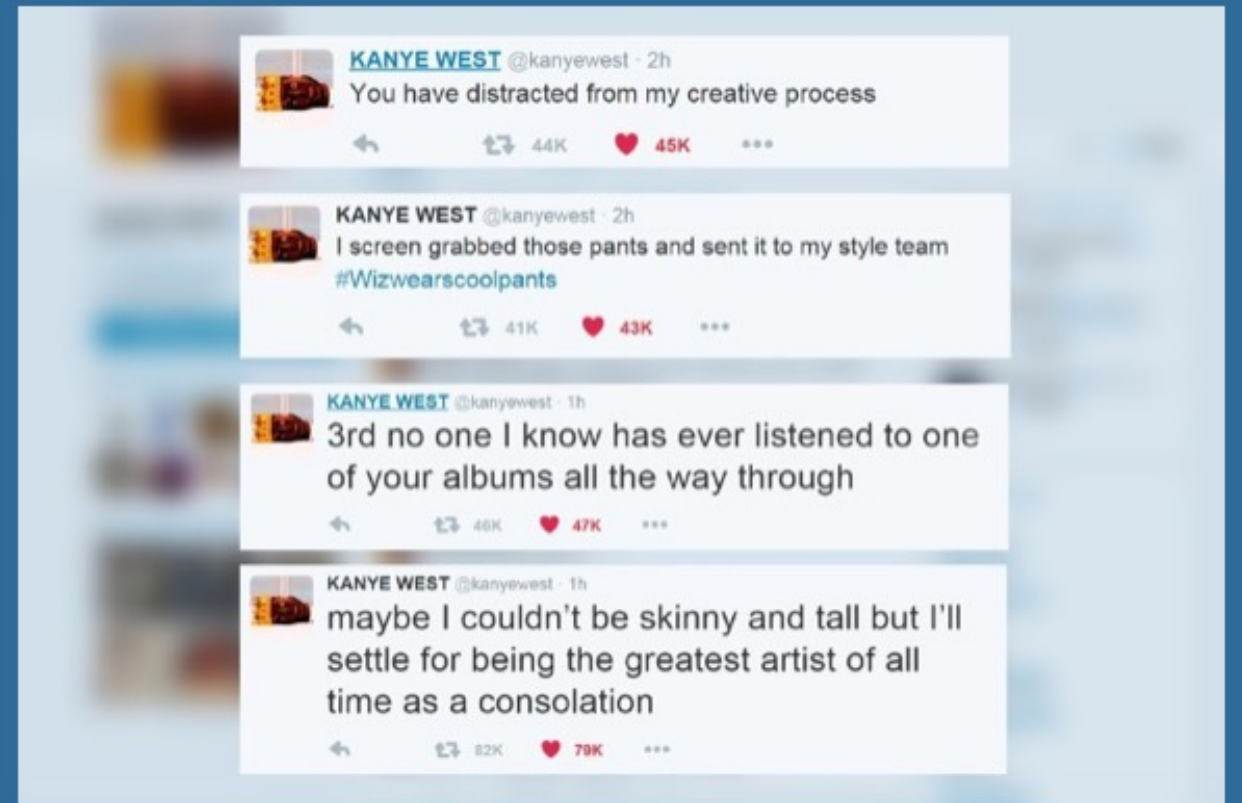 KANYE WEST @kanyewest · 2h
You have distracted from my creative process
44K 45K •••
KANYE WEST @kanyewest · 2h
I screen grabbed those pants and sent it to my style team
#Wizwearscoolpants
41K 43K •••
KANYE WEST @kanyewest · 1h
3rd no one I know has ever listened to one
of your albums all the way through
46K 47K •••
KANYE WEST @kanyewest · 1h
maybe I couldn't be skinny and tall but I'll
settle for being the greatest artist of all
time as a consolation
82K 79K •••